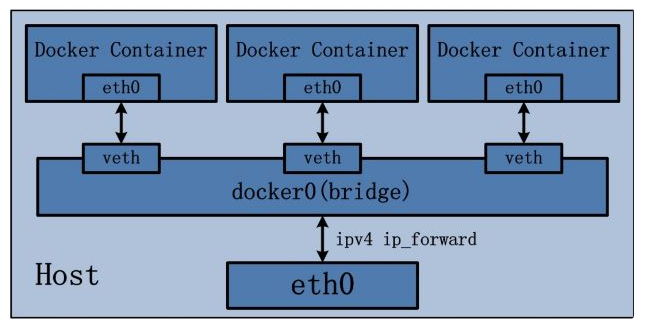 Docker Container Docker Container Docker Container
eth0 eth0 eth0
veth veth veth
docker0(bridge)
ipv4 ip_forward
Host
eth0